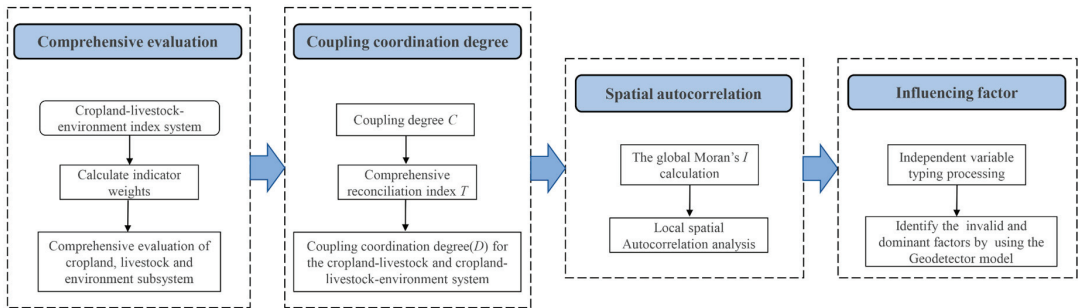 Comprehensive evaluation
Cropland-livestock-
environment index system
Calculate indicator
weights
Comprehensive evaluation of
cropland, livestock and
environment subsystem
Coupling coordination degree
Coupling degree C
Comprehensive
reconciliation index T
Coupling coordination degree(D) for
the cropland-livestock and cropland-
livestock-environment system
Spatial autocorrelation
The global Moran's I
calculation
Local spatial
Autocorrelation analysis
Influencing factor
Independent variable
typing processing
Identify the invalid and
dominant factors by using the
Geodetector model